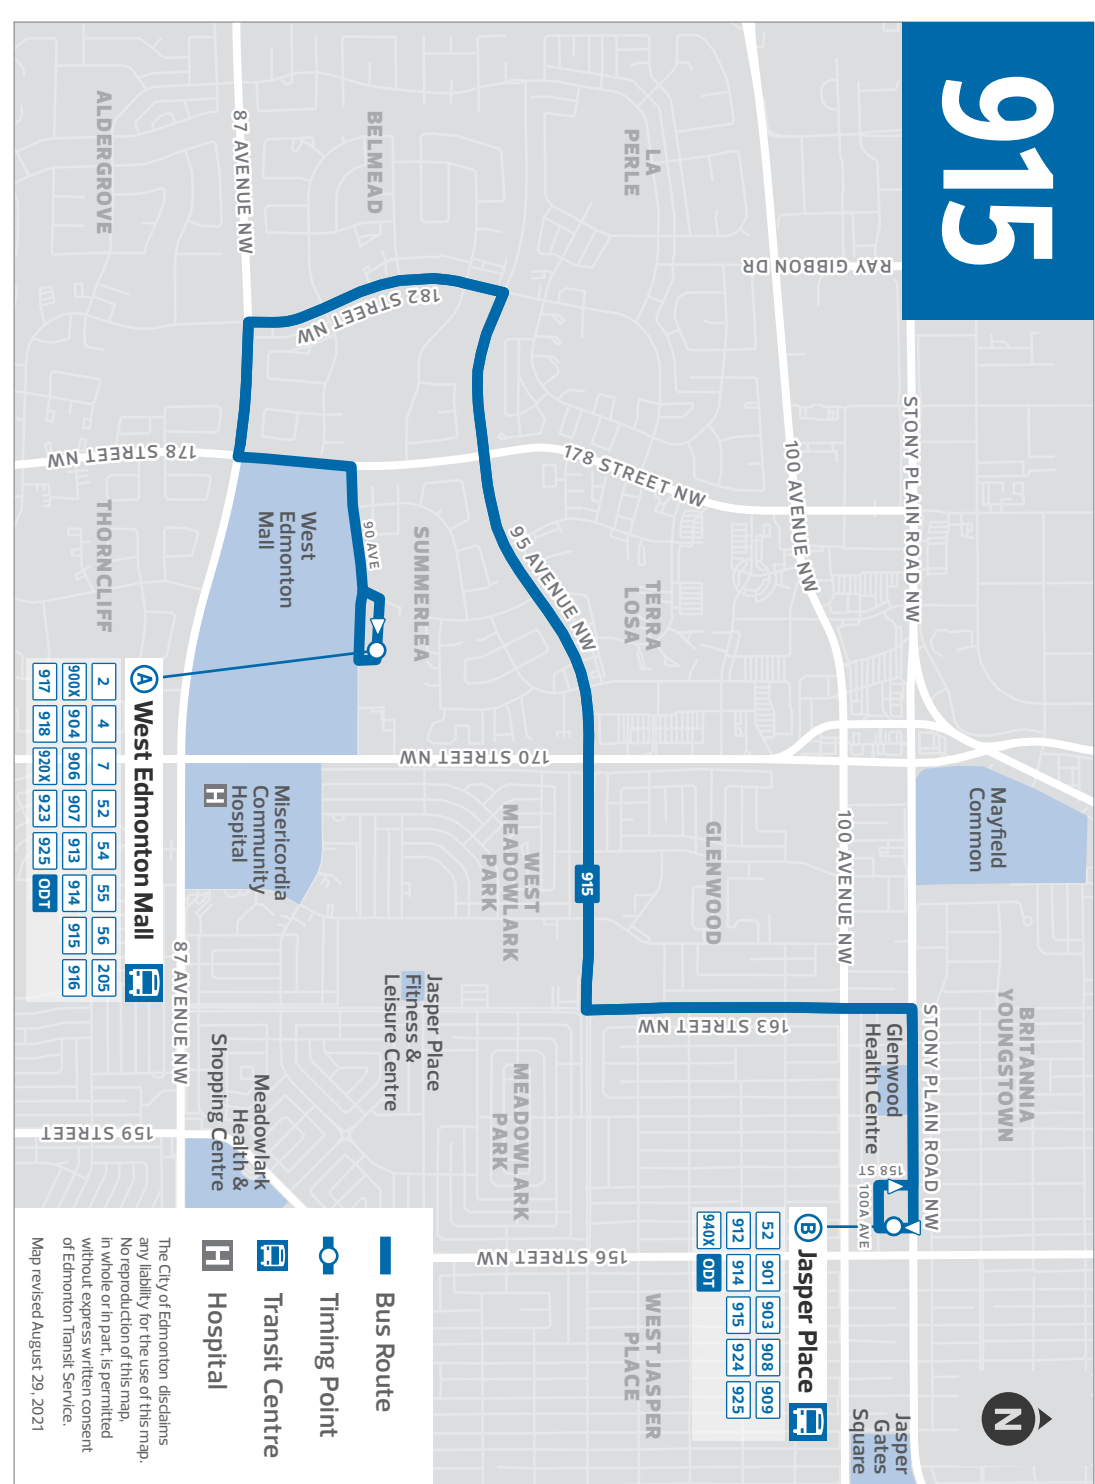 915
STONY PLAIN ROAD NW
RAY GIBBON DR
100 AVENUE NW
LA
PERLE
BELMEAD
ALDERGROVE
87 AVENUE NW
182 STREET NW
178 STREET NW
178 STREET NW
95 AVENUE NW
TERRA
LOSA
SUMMERLEA
90 AVE
West
Edmonton
Mall
THORNCLIFF
170 STREET NW
Mayfield
Common
100 AVENUE NW
GLENWOOD
915
WEST
MEADOWLARK
PARK
Misericordia
Community
Hospital
H
87 AVENUE NW
BRITANNIA
YOUNGSTOWN
STONY PLAIN ROAD NW
Glenwood
Health Centre
163 STREET NW
158 ST
100A AVE
Jasper Place
Fitness &
Leisure Centre
MEADOWLARK
PARK
Meadowlark
Health &
Shopping Centre
159 STREET
156 STREET NW
WEST JASPER
PLACE
Jasper
Gates
Square
A West Edmonton Mall
2 4 7 52 54 55 56 205
900X 904 906 907 913 914 915 916
917 918 920X 923 925 ODT
B Jasper Place
52 901 903 908 909
912 914 915 924 925
940X ODT
N
Bus Route
Timing Point
Transit Centre
H Hospital
The City of Edmonton disclaims
any liability for the use of this map.
No reproduction of this map,
in whole or in part, is permitted
without express written consent
of Edmonton Transit Service.
Map revised August 29, 2021